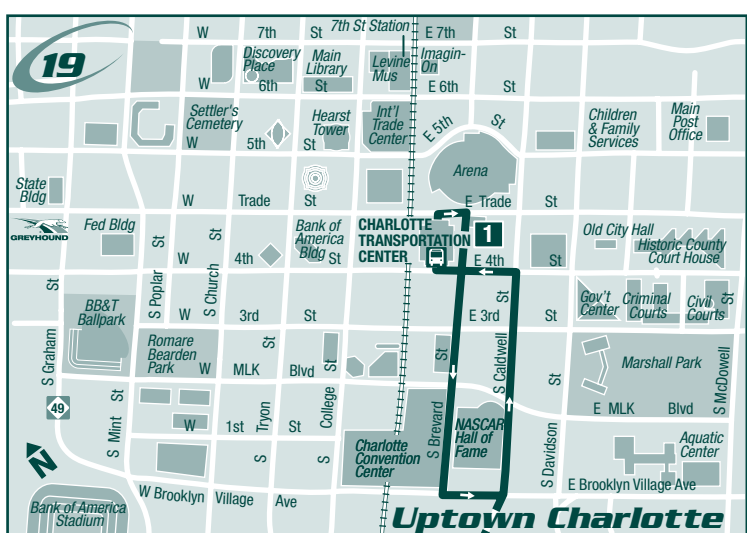 19
W 7th St
7th St Station
E 7th St
Discovery
Place
Main
Library
Levine
Mus
Imagin-
On
W 6th St
E 6th St
Settler's
Cemetery
Hearst
Tower
Int'l
Trade
Center
E 5th St
Children
& Family
Services
Main
Post
Office
W 5th St
Arena
State
Bldg
W Trade St
E Trade St
GREYHOUND
Fed Bldg
Bank of
America
Bldg
CHARLOTTE
TRANSPORTATION
CENTER
1
Old City Hall
Historic County
Court House
W 4th St
E 4th St
S Poplar St
S Church St
BB&T
Ballpark
Gov't
Center
Criminal
Courts
Civil
Courts
W 3rd St
E 3rd St
S Graham St
Romare
Bearden
Park
W MLK Blvd
Marshall Park
S Caldwell St
S McDowell St
49
E MLK Blvd
S Mint St
W 1st St
S Tryon St
S College St
S Brevard St
NASCAR
Hall of
Fame
Charlotte
Convention
Center
S Davidson St
Aquatic
Center
N
W Brooklyn Village Ave
E Brooklyn Village Ave
Bank of America
Stadium
Uptown Charlotte